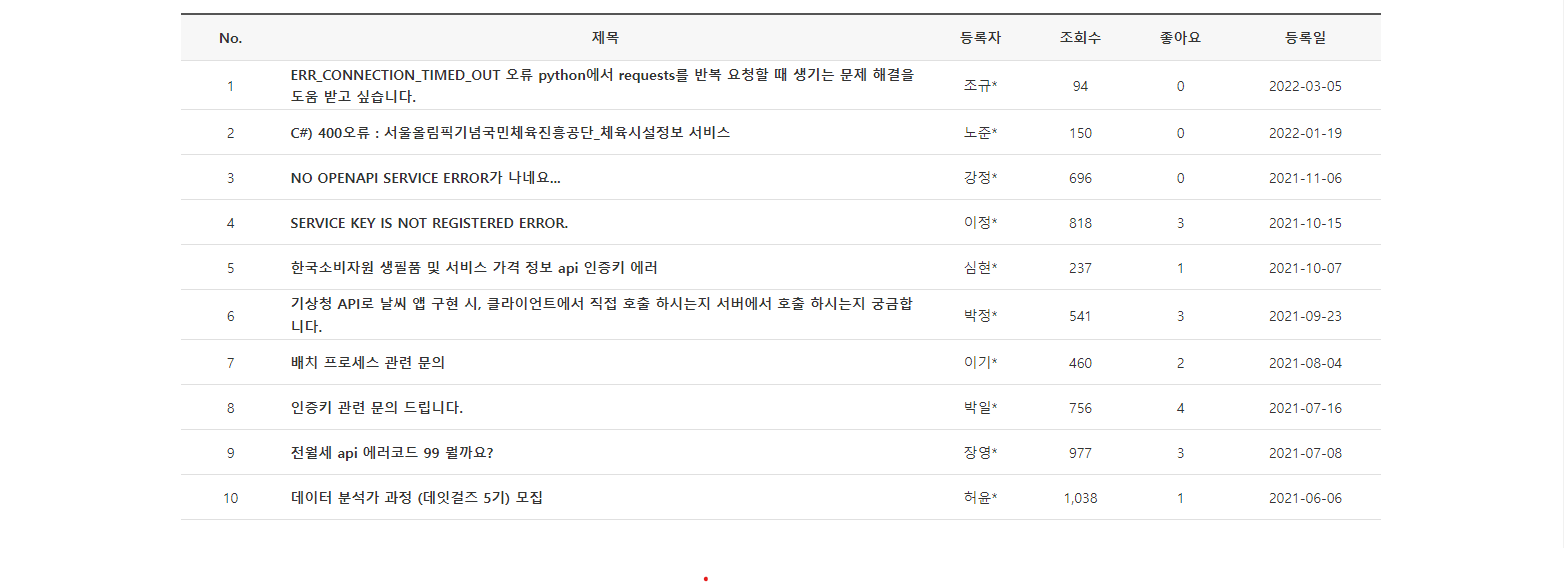 No. 제목 등록자 조회수 좋아요 등록일
1 ERR_CONNECTION_TIMED_OUT 오류 python에서 requests를 반복 요청할 때 생기는 문제 해결을 조규* 94 0 2022-03-05
도움 받고 싶습니다.
2 C#) 400오류 : 서울올림픽기념국민체육진흥공단_체육시설정보 서비스 노준* 150 0 2022-01-19
3 NO OPENAPI SERVICE ERROR가 나네요... 강정* 696 0 2021-11-06
4 SERVICE KEY IS NOT REGISTERED ERROR. 이정* 818 3 2021-10-15
5 한국소비자원 생필품 및 서비스 가격 정보 api 인증키 에러 심현* 237 1 2021-10-07
6 기상청 API로 날씨 앱 구현 시, 클라이언트에서 직접 호출 하시는지 서버에서 호출 하시는지 궁금합 박정* 541 3 2021-09-23
니다.
7 배치 프로세스 관련 문의 이기* 460 2 2021-08-04
8 인증키 관련 문의 드립니다. 박일* 756 4 2021-07-16
9 전월세 api 에러코드 99 뭘까요? 장영* 977 3 2021-07-08
10 데이터 분석가 과정 (데잇걸즈 5기) 모집 허윤* 1,038 1 2021-06-06